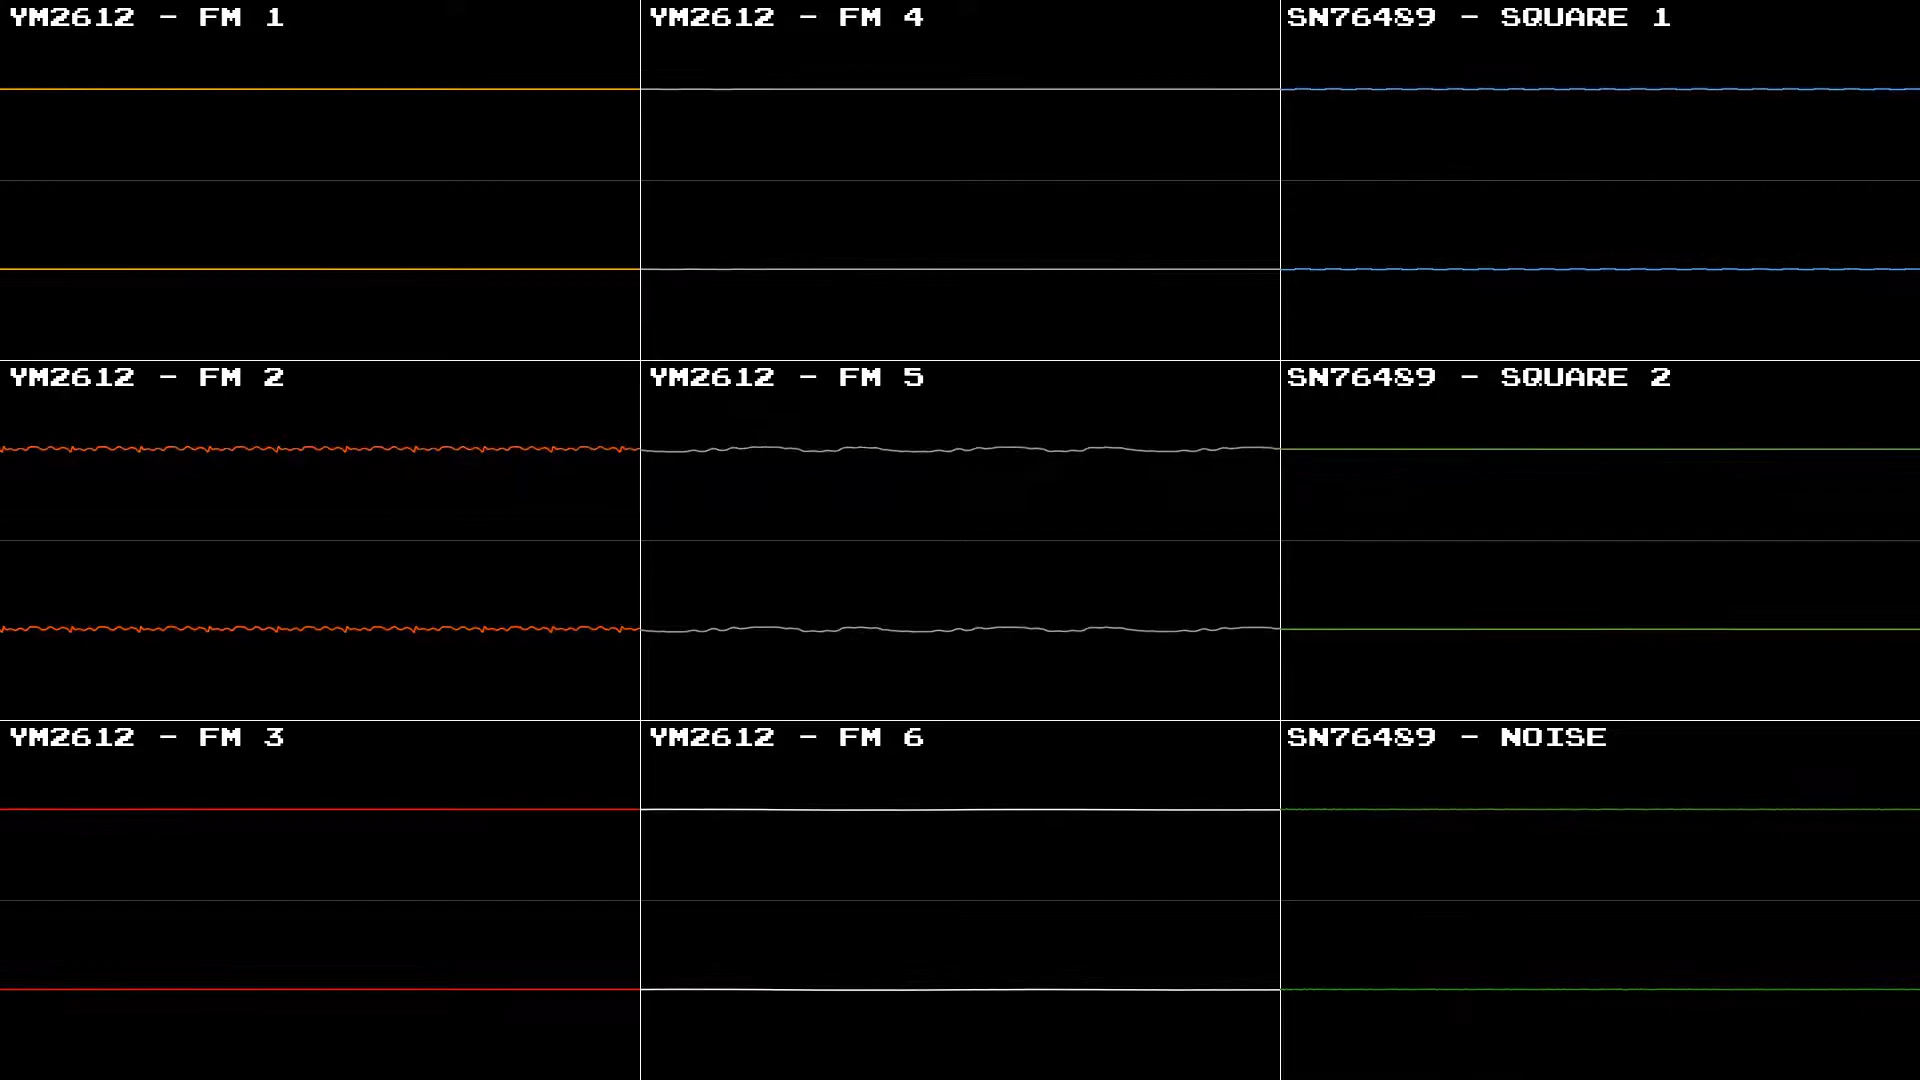 YM2612 - FM 1
YM2612 - FM 4
SN76489 - SQUARE 1
YM2612 - FM 2
YM2612 - FM 5
SN76489 - SQUARE 2
YM2612 - FM 3
YM2612 - FM 6
SN76489 - NOISE